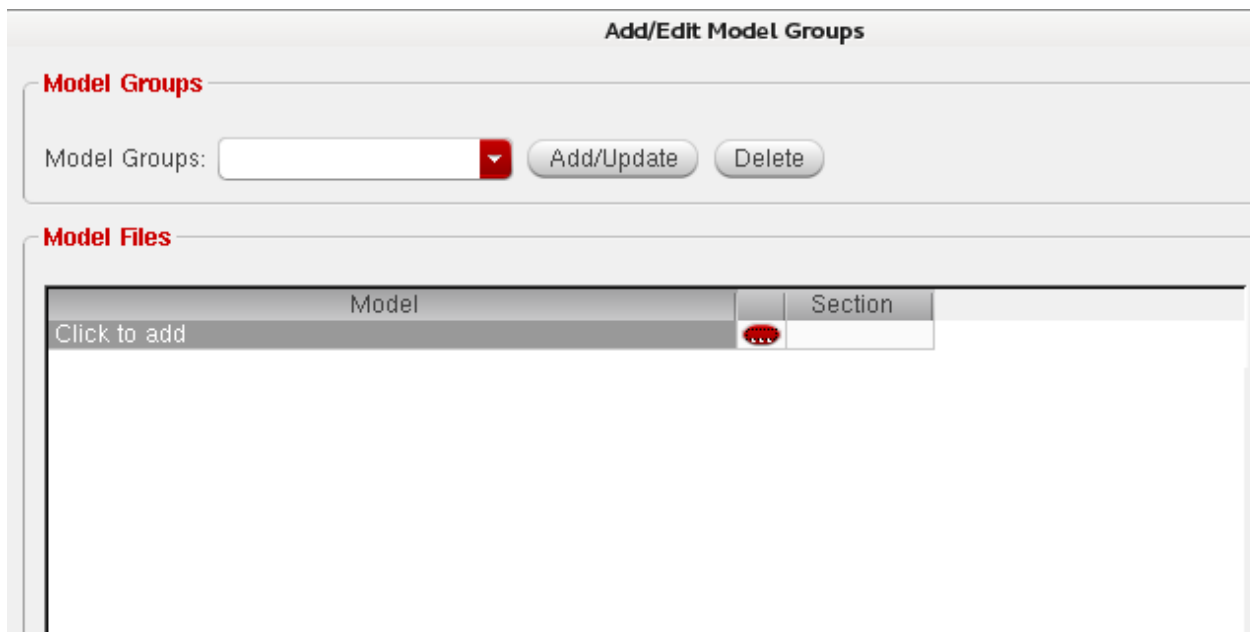 Add/Edit Model Groups
Model Groups
Model Groups: Add/Update Delete
Model Files
Model Section
Click to add